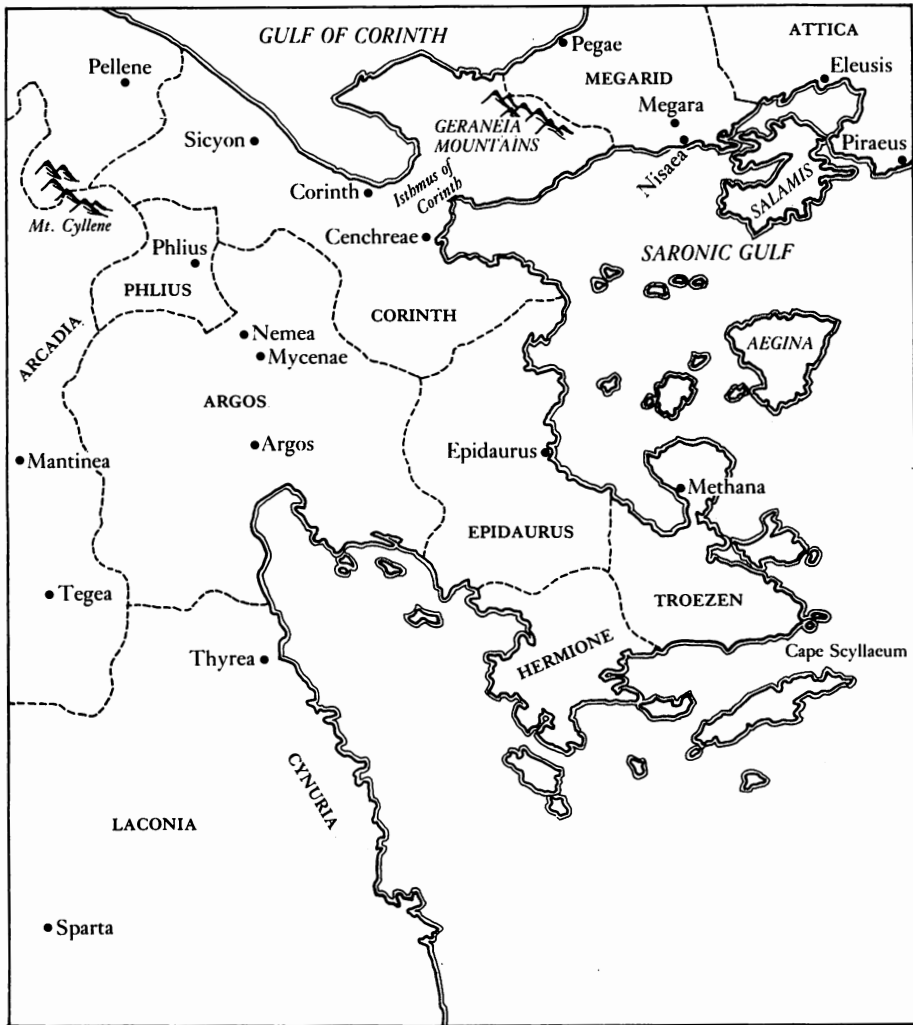 GULF OF CORINTH
ATTICA
Pegae
Pellene
Eleusis
MEGARID
Megara
GERANEIA
MOUNTAINS
Sicyon
Piraeus
Nisaea
Isthmus of
Corinth
Corinth
SALAMIS
Mt. Cyllene
Cenchreae
Phlius
SARONIC GULF
PHLIUS
CORINTH
Nemea
ARCADIA
Mycenae
AEGINA
ARGOS
Argos
Epidaurus
Mantinea
Methana
EPIDAURUS
Tegea
TROEZEN
HERMIONE
Thyrea
Cape Scyllaeum
CYNURIA
LACONIA
Sparta